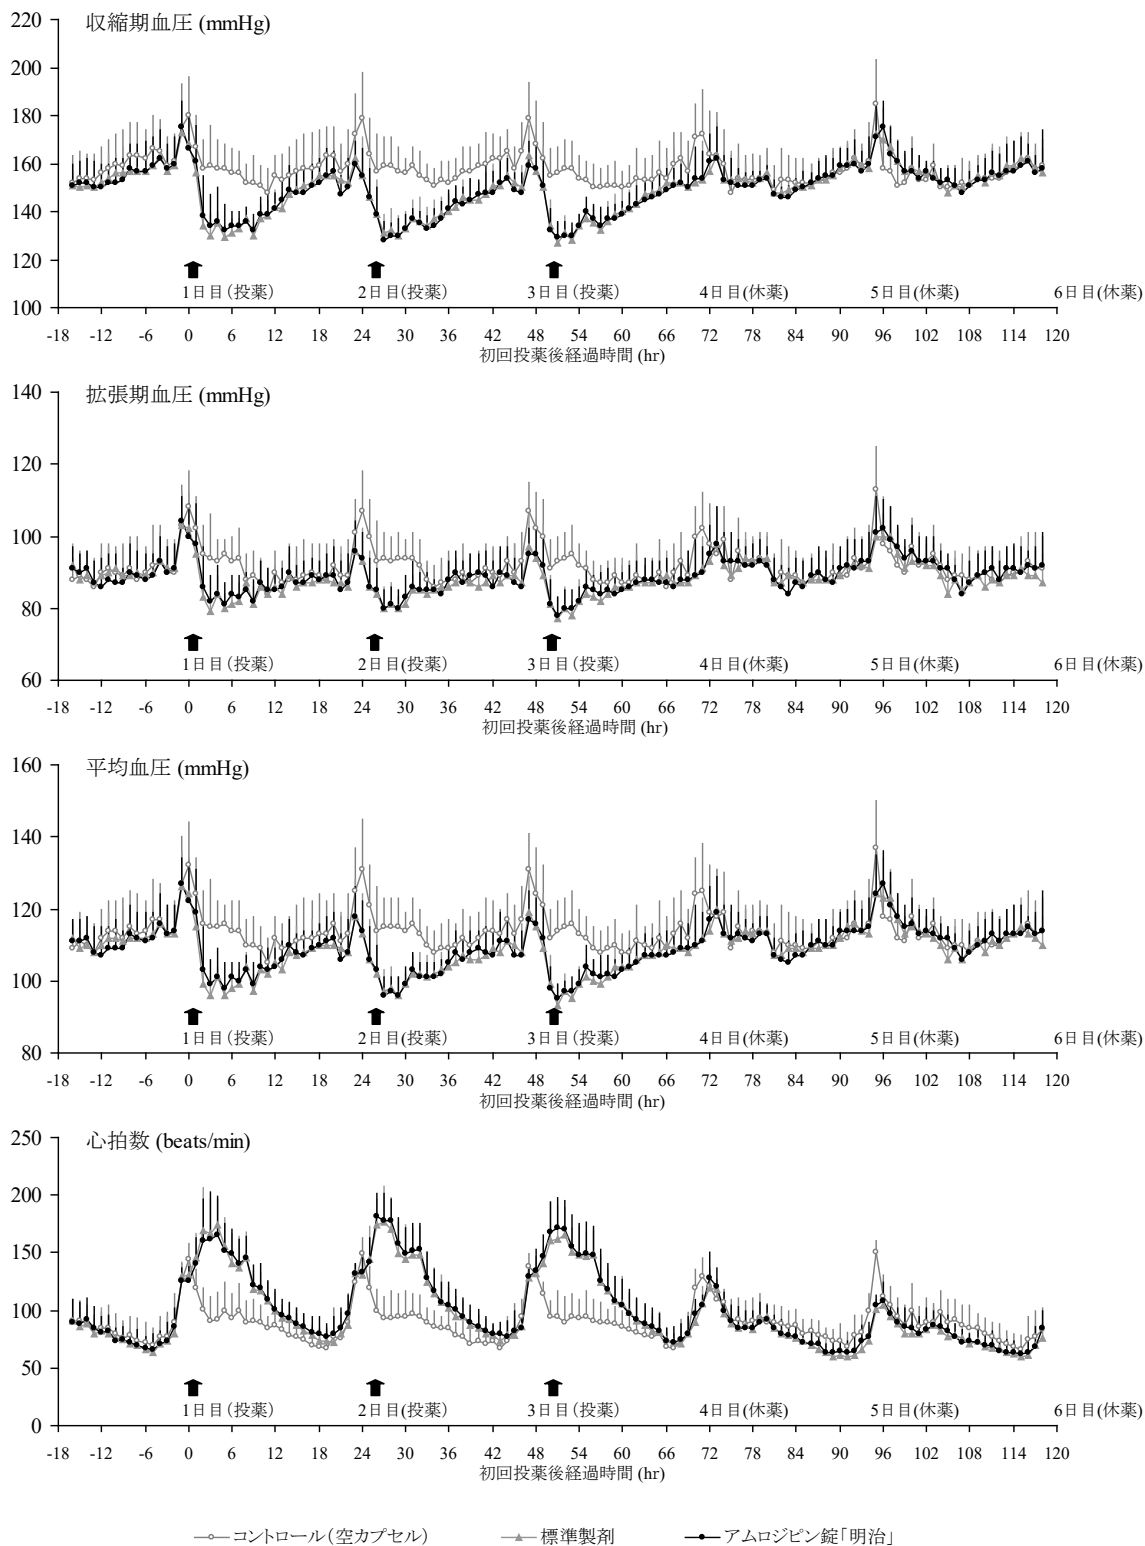 収縮期血圧 (mmHg)
220
200
180
160
140
120
100
1日目(投薬) 2日目(投薬) 3日目(投薬) 4日目(休薬) 5日目(休薬) 6日目(休薬)
-18 -12 -6 0 6 12 18 24 30 36 42 48 54 60 66 72 78 84 90 96 102 108 114 120
初回投薬後経過時間 (hr)
拡張期血圧 (mmHg)
140
120
100
80
60
1日目(投薬) 2日目(投薬) 3日目(投薬) 4日目(休薬) 5日目(休薬) 6日目(休薬)
-18 -12 -6 0 6 12 18 24 30 36 42 48 54 60 66 72 78 84 90 96 102 108 114 120
初回投薬後経過時間 (hr)
平均血圧 (mmHg)
160
140
120
100
80
1日目(投薬) 2日目(投薬) 3日目(投薬) 4日目(休薬) 5日目(休薬) 6日目(休薬)
-18 -12 -6 0 6 12 18 24 30 36 42 48 54 60 66 72 78 84 90 96 102 108 114 120
初回投薬後経過時間 (hr)
心拍数 (beats/min)
250
200
150
100
50
0
1日目(投薬) 2日目(投薬) 3日目(投薬) 4日目(休薬) 5日目(休薬) 6日目(休薬)
-18 -12 -6 0 6 12 18 24 30 36 42 48 54 60 66 72 78 84 90 96 102 108 114 120
初回投薬後経過時間 (hr)
コントロール(空カプセル) 標準製剤 アムロジピン錠「明治」